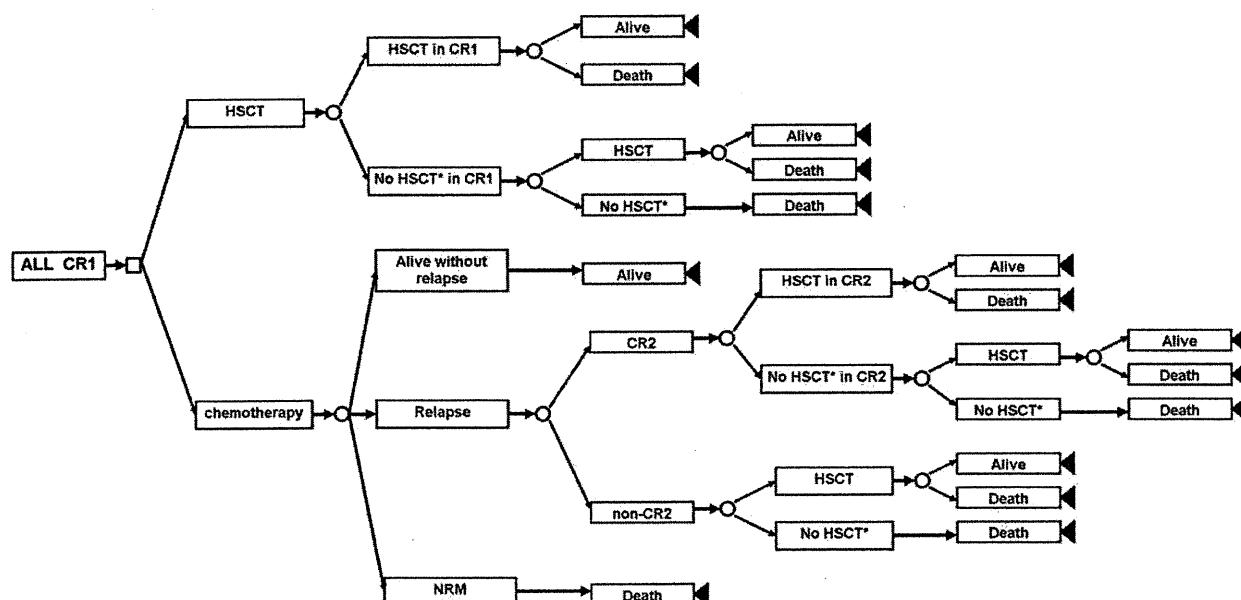 Alive
HSCT in CR1
Death
HSCT
Alive
HSCT
Death
No HSCT* in CR1
No HSCT*
Death
ALL CR1
Alive without
relapse
Alive
HSCT in CR2
Alive
Death
CR2
HSCT
Alive
No HSCT* in CR2
Death
chemotherapy
Relapse
No HSCT*
Death
HSCT
Alive
Death
non-CR2
No HSCT*
Death
NRM
Death